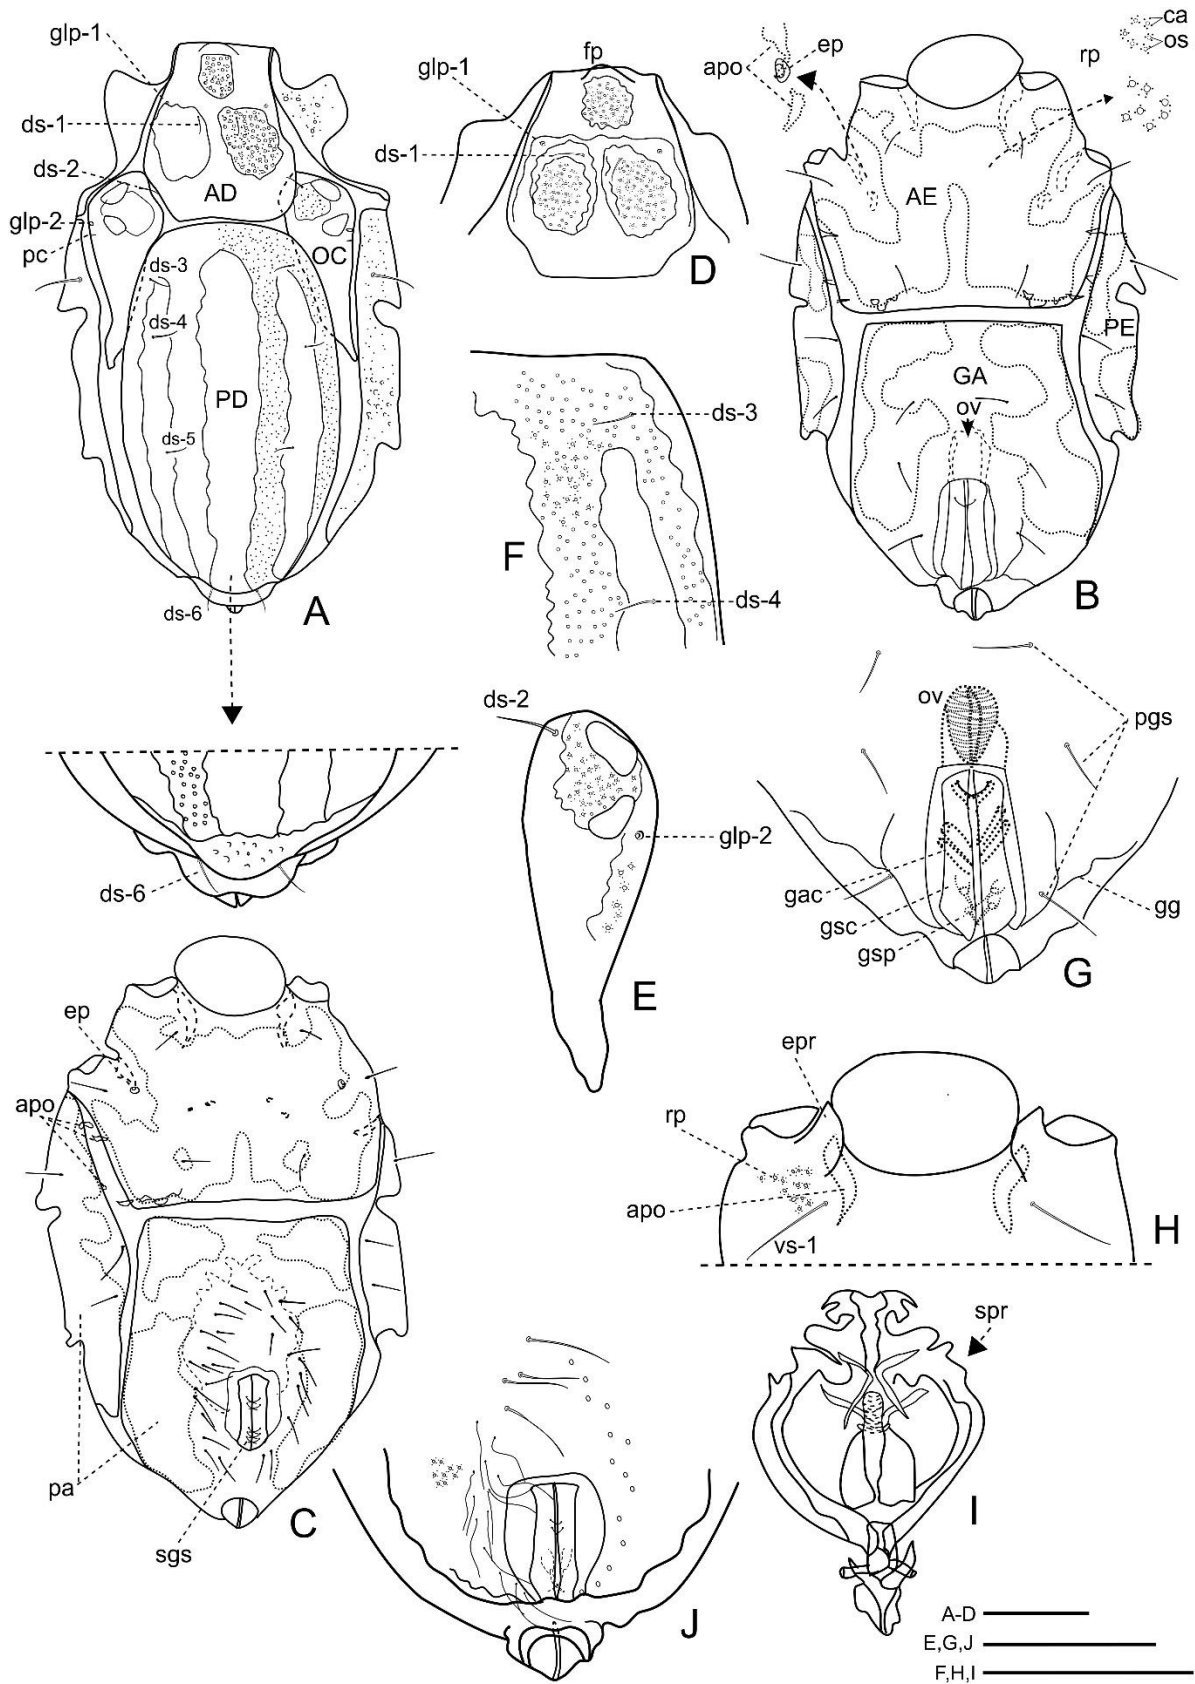 glp-1
ds-1
ds-2
glp-2
pc
AD
OC
ds-3
ds-4
PD
ds-5
ds-6
A
ds-6
fp
glp-1
ds-1
D
apo
ep
rp
ca
os
AE
PE
GA
ov
B
ds-3
ds-4
F
ds-2
glp-2
E
ov
pgs
gac
gsc
gsp
gg
G
ep
apo
pa
sgs
C
epr
rp
apo
vs-1
H
spr
I
J
A-D
E,G,J
F,H,I